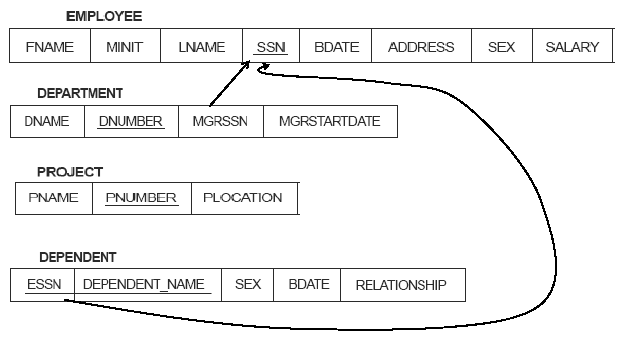 EMPLOYEE
FNAME MINIT LNAME SSN BDATE ADDRESS SEX SALARY
DEPARTMENT
DNAME DNUMBER MGRSSN MGRSTARTDATE
PROJECT
PNAME PNUMBER PLOCATION
DEPENDENT
ESSN DEPENDENT_NAME SEX BDATE RELATIONSHIP